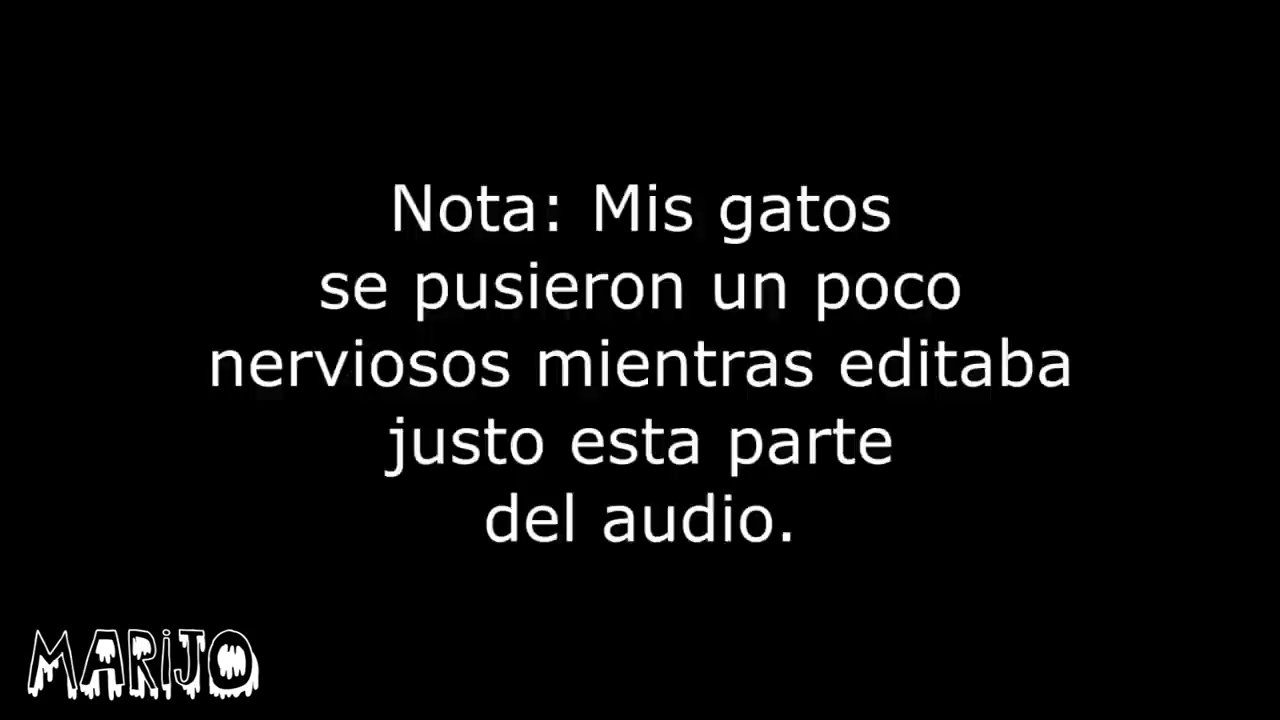 Nota: Mis gatos
se pusieron un poco
nerviosos mientras editaba
justo esta parte
del audio.
MARiJO